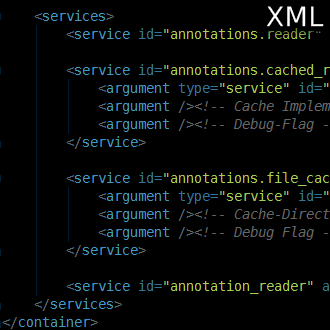 XML
<services>
<service id="annotations.reader"
<service id="annotations.cached_r
<argument type="service" id="
<argument /><!-- Cache Implem
<argument /><!-- Debug-Flag -
</service>
<service id="annotations.file_cac
<argument type="service" id="
<argument /><!-- Cache-Direct
<argument /><!-- Debug Flag -
</service>
<service id="annotation_reader" a
</services>
</container>